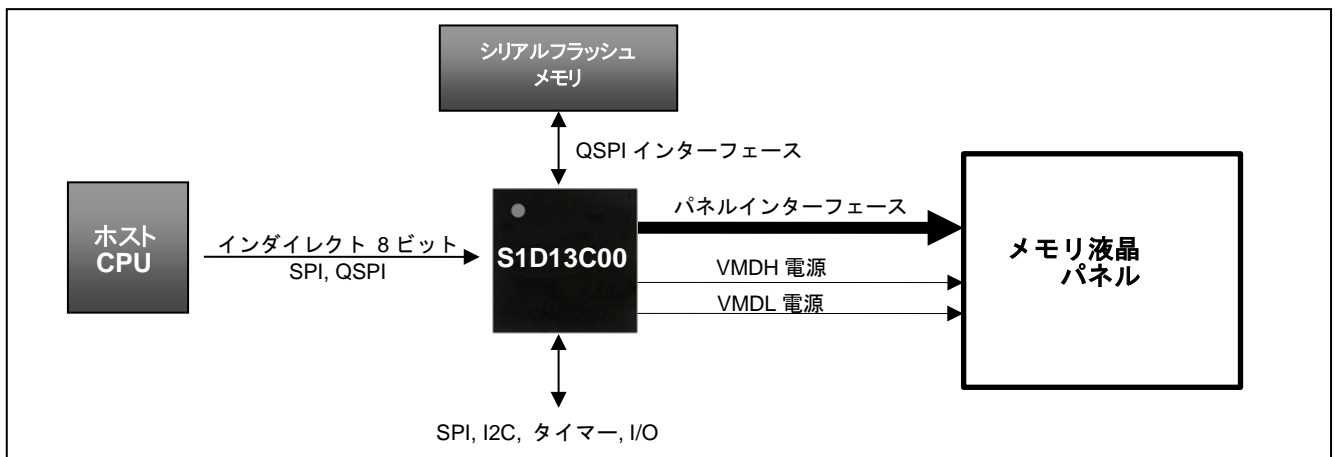 シリアルフラッシュ
メモリ
QSPI インターフェース
ホスト
CPU
インダイレクト 8 ビット
SPI, QSPI
S1D13C00
パネルインターフェース
VMDH 電源
VMDL 電源
メモリ液晶
パネル
SPI, I2C, タイマー, I/O